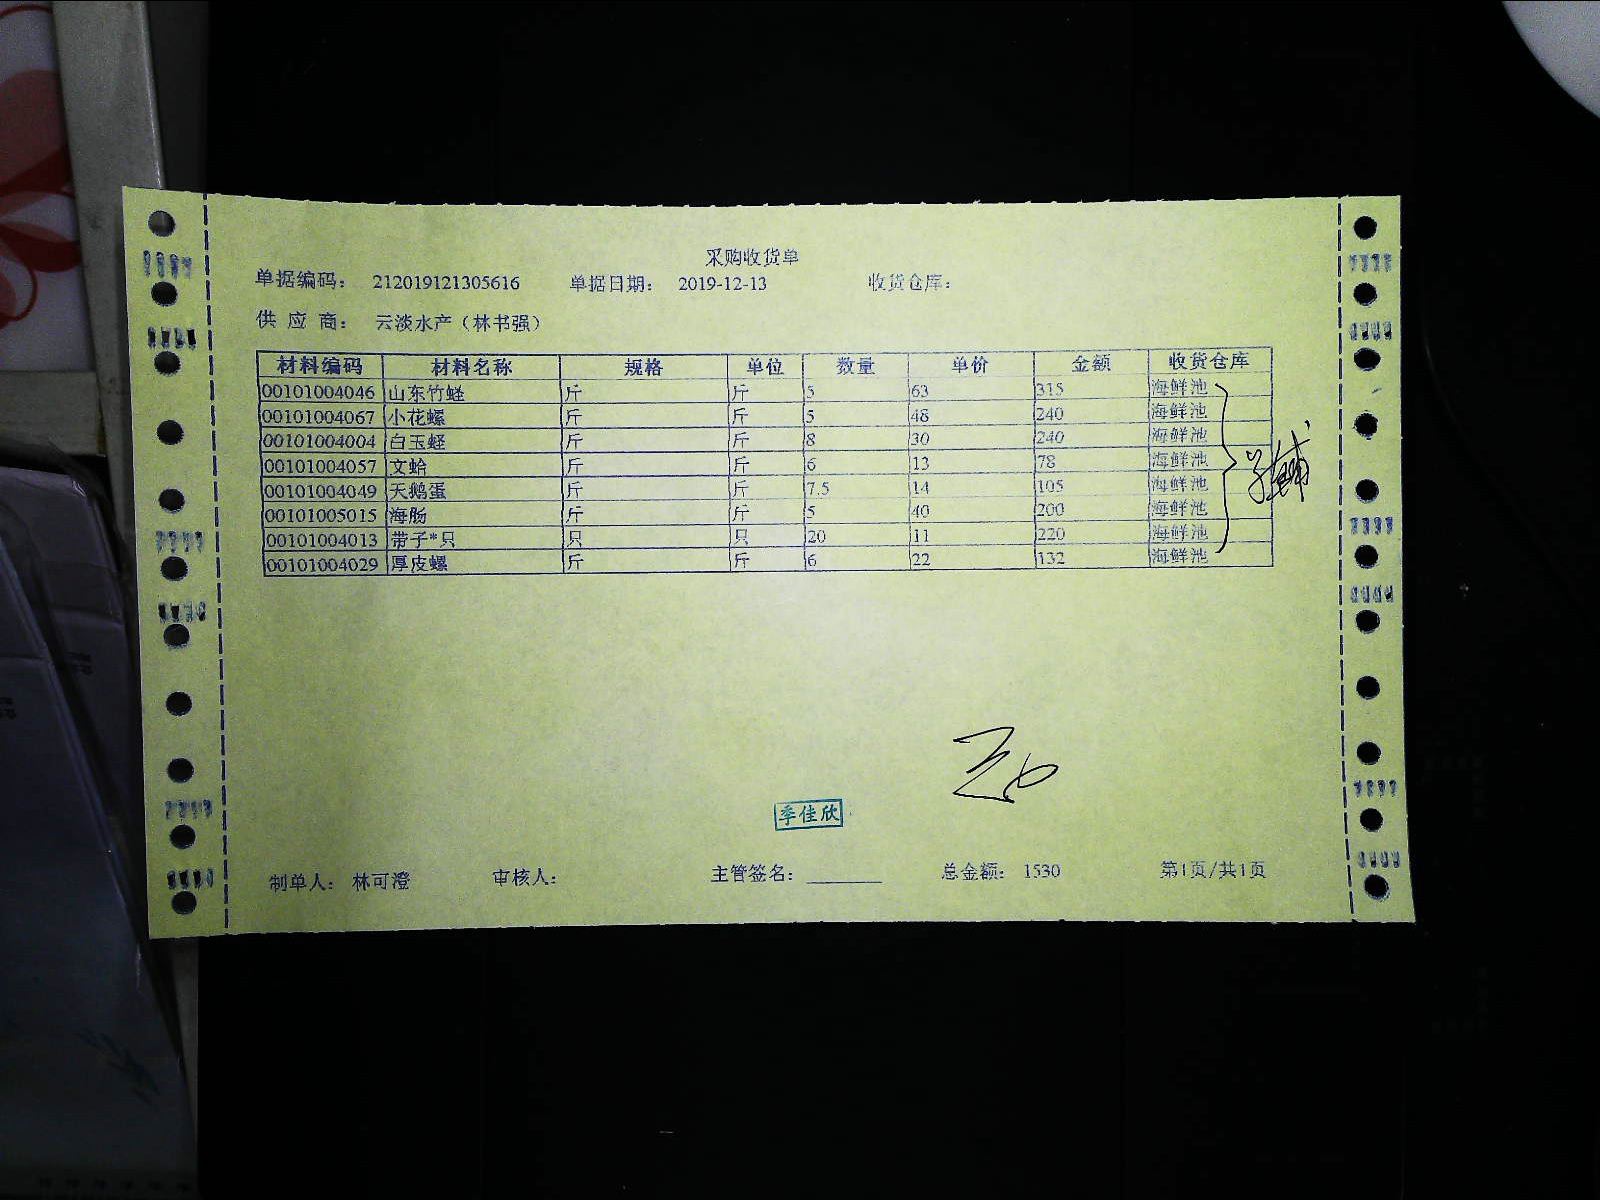 采购收货单
单据编码： 212019121305616 单据日期： 2019-12-13 收货仓库：
供 应 商： 云淡水产（林书强）
材料编码 材料名称 规格 单位 数量 单价 金额 收货仓库
00101004046 山东竹蛏 斤 斤 5 63 315 海鲜池
00101004067 小花螺 斤 斤 5 48 240 海鲜池
00101004004 白玉蛏 斤 斤 8 30 240 海鲜池
00101004057 文蛤 斤 斤 6 13 78 海鲜池
00101004049 天鹅蛋 斤 斤 7.5 14 105 海鲜池
00101005015 海肠 斤 斤 5 40 200 海鲜池
00101004013 带子*只 只 只 20 11 220 海鲜池
00101004029 厚皮螺 斤 斤 6 22 132 海鲜池
季佳欣
制单人： 林可澄 审核人： 主管签名： 总金额： 1530 第1页/共1页